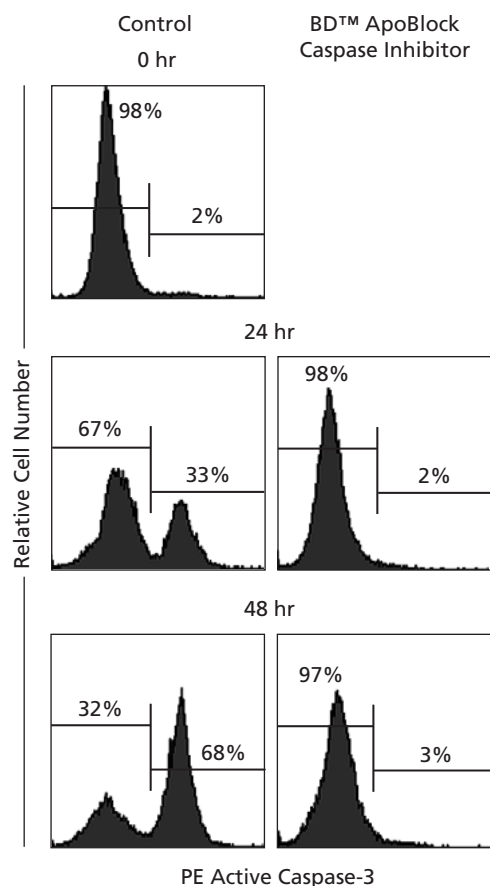 Control
BD™ ApoBlock
Caspase Inhibitor
0 hr
98%
2%
24 hr
67%
33%
98%
2%
48 hr
32%
68%
97%
3%
Relative Cell Number
PE Active Caspase-3